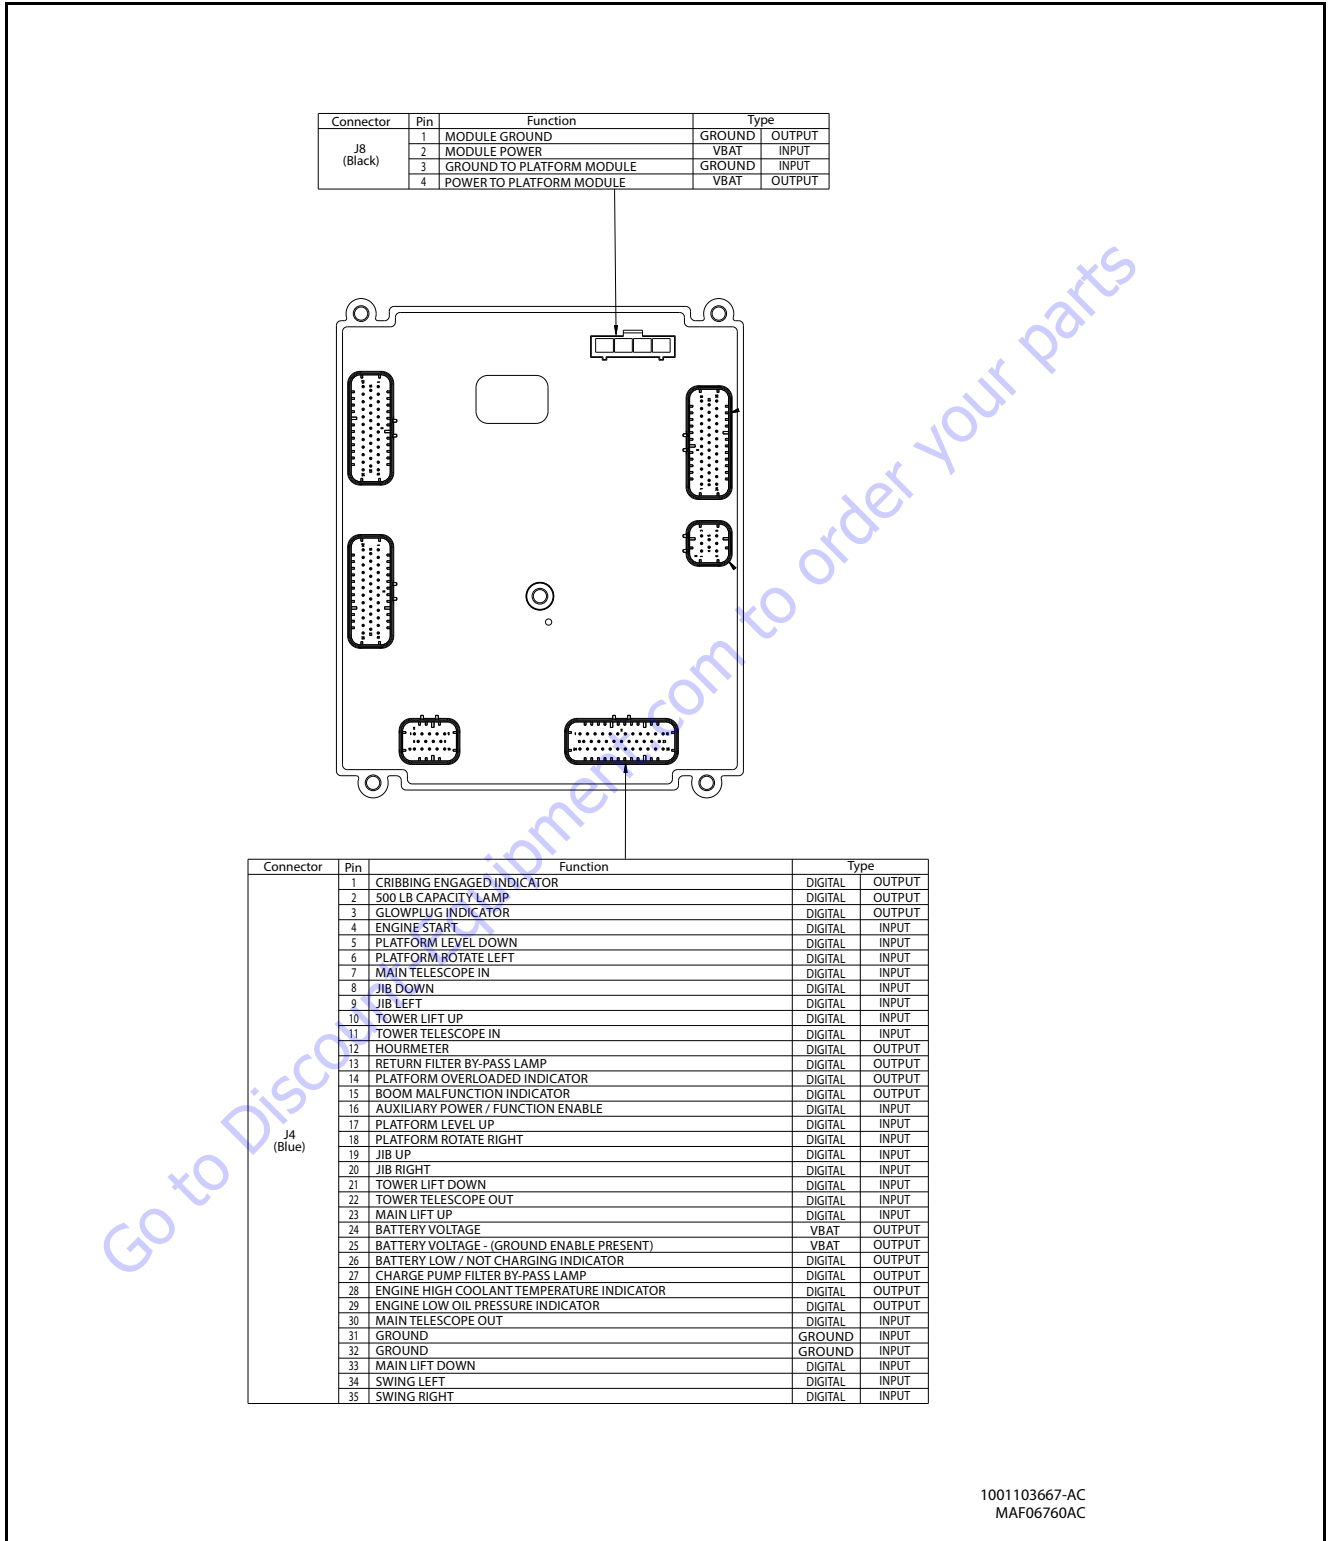 Connector Pin Function Type
J8
(Black)
1 MODULE GROUND GROUND OUTPUT
2 MODULE POWER VBAT INPUT
3 GROUND TO PLATFORM MODULE GROUND INPUT
4 POWER TO PLATFORM MODULE VBAT OUTPUT
Connector Pin Function Type
J4
(Blue)
1 CRIBBING ENGAGED INDICATOR DIGITAL OUTPUT
2 500 LB CAPACITY LAMP DIGITAL OUTPUT
3 GLOWPLUG INDICATOR DIGITAL OUTPUT
4 ENGINE START DIGITAL INPUT
5 PLATFORM LEVEL DOWN DIGITAL INPUT
6 PLATFORM ROTATE LEFT DIGITAL INPUT
7 MAIN TELESCOPE IN DIGITAL INPUT
8 JIB DOWN DIGITAL INPUT
9 JIB LEFT DIGITAL INPUT
10 TOWER LIFT UP DIGITAL INPUT
11 TOWER TELESCOPE IN DIGITAL INPUT
12 HOURMETER DIGITAL OUTPUT
13 RETURN FILTER BY-PASS LAMP DIGITAL OUTPUT
14 PLATFORM OVERLOADED INDICATOR DIGITAL OUTPUT
15 BOOM MALFUNCTION INDICATOR DIGITAL OUTPUT
16 AUXILIARY POWER / FUNCTION ENABLE DIGITAL INPUT
17 PLATFORM LEVEL UP DIGITAL INPUT
18 PLATFORM ROTATE RIGHT DIGITAL INPUT
19 JIB UP DIGITAL INPUT
20 JIB RIGHT DIGITAL INPUT
21 TOWER LIFT DOWN DIGITAL INPUT
22 TOWER TELESCOPE OUT DIGITAL INPUT
23 MAIN LIFT UP DIGITAL INPUT
24 BATTERY VOLTAGE VBAT OUTPUT
25 BATTERY VOLTAGE - (GROUND ENABLE PRESENT) VBAT OUTPUT
26 BATTERY LOW / NOT CHARGING INDICATOR DIGITAL OUTPUT
27 CHARGE PUMP FILTER BY-PASS LAMP DIGITAL OUTPUT
28 ENGINE HIGH COOLANT TEMPERATURE INDICATOR DIGITAL OUTPUT
29 ENGINE LOW OIL PRESSURE INDICATOR DIGITAL OUTPUT
30 MAIN TELESCOPE OUT DIGITAL INPUT
31 GROUND GROUND INPUT
32 GROUND GROUND INPUT
33 MAIN LIFT DOWN DIGITAL INPUT
34 SWING LEFT DIGITAL INPUT
35 SWING RIGHT DIGITAL INPUT
1001103667-AC
MAF06760AC
Go to Discount-Equipment.com to order your parts